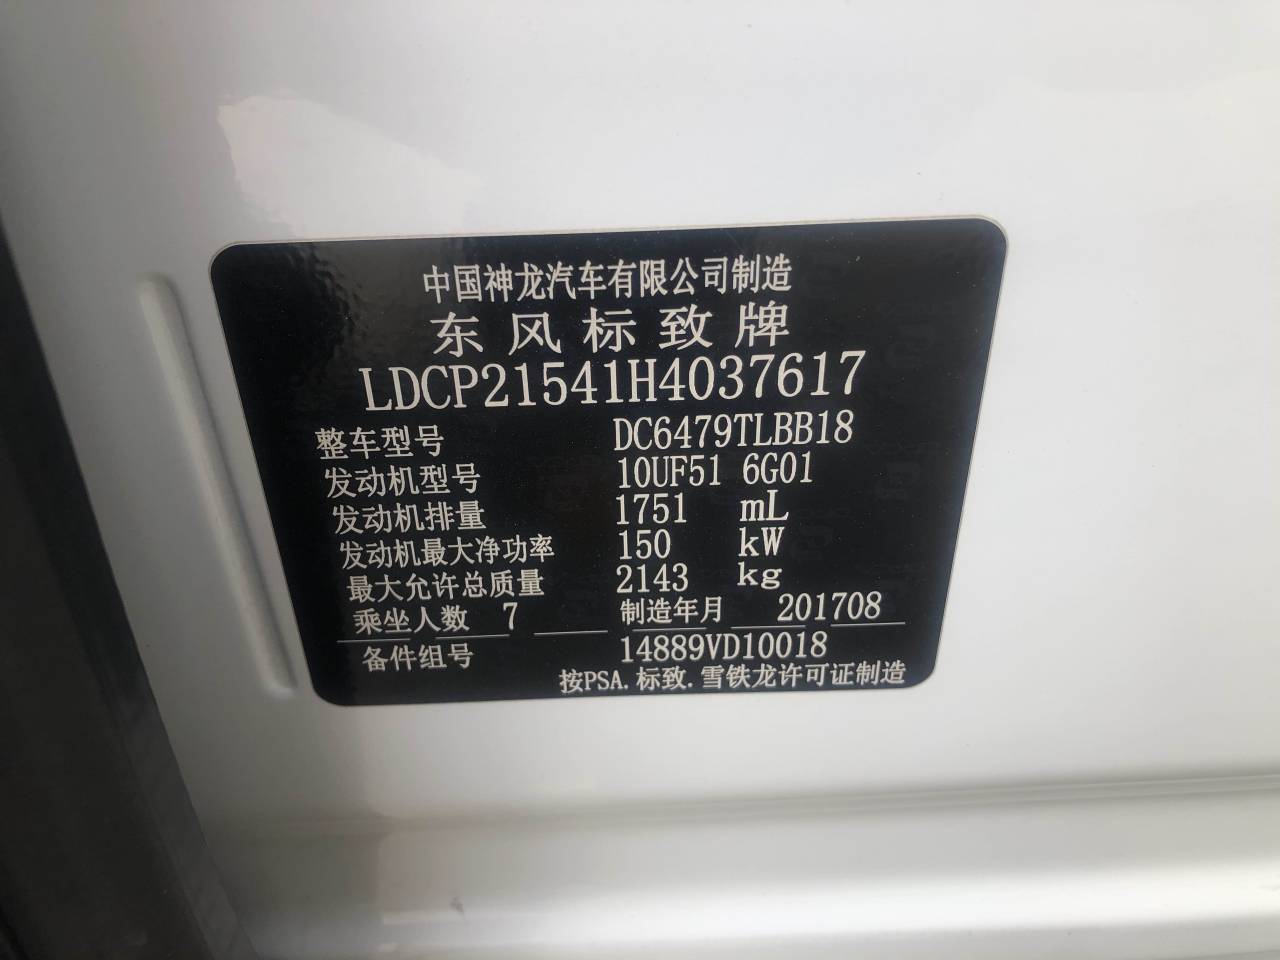 中国神龙汽车有限公司制造
东风标致牌
LDCP21541H4037617
整车型号 DC6479TLBB18
发动机型号 10UF51 6G01
发动机排量 1751 mL
发动机最大净功率 150 kW
最大允许总质量 2143 kg
乘坐人数 7 制造年月 201708
备件组号 14889VD10018
按PSA.标致.雪铁龙许可证制造